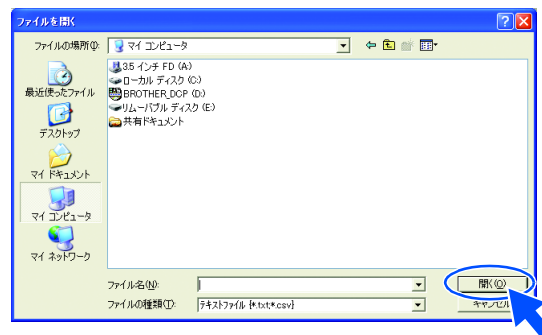 ファイルを開く
ファイルの場所(I):
マイ コンピュータ
最近使ったファイル
デスクトップ
マイ ドキュメント
マイ コンピュータ
マイ ネットワーク
3.5 インチ FD (A:)
ローカル ディスク (C:)
BROTHER_DCP (D:)
リムーバブル ディスク (E:)
共有ドキュメント
ファイル名(N):
開く(O)
ファイルの種類(T):
テキストファイル {*.txt;*.csv}
キャンセル